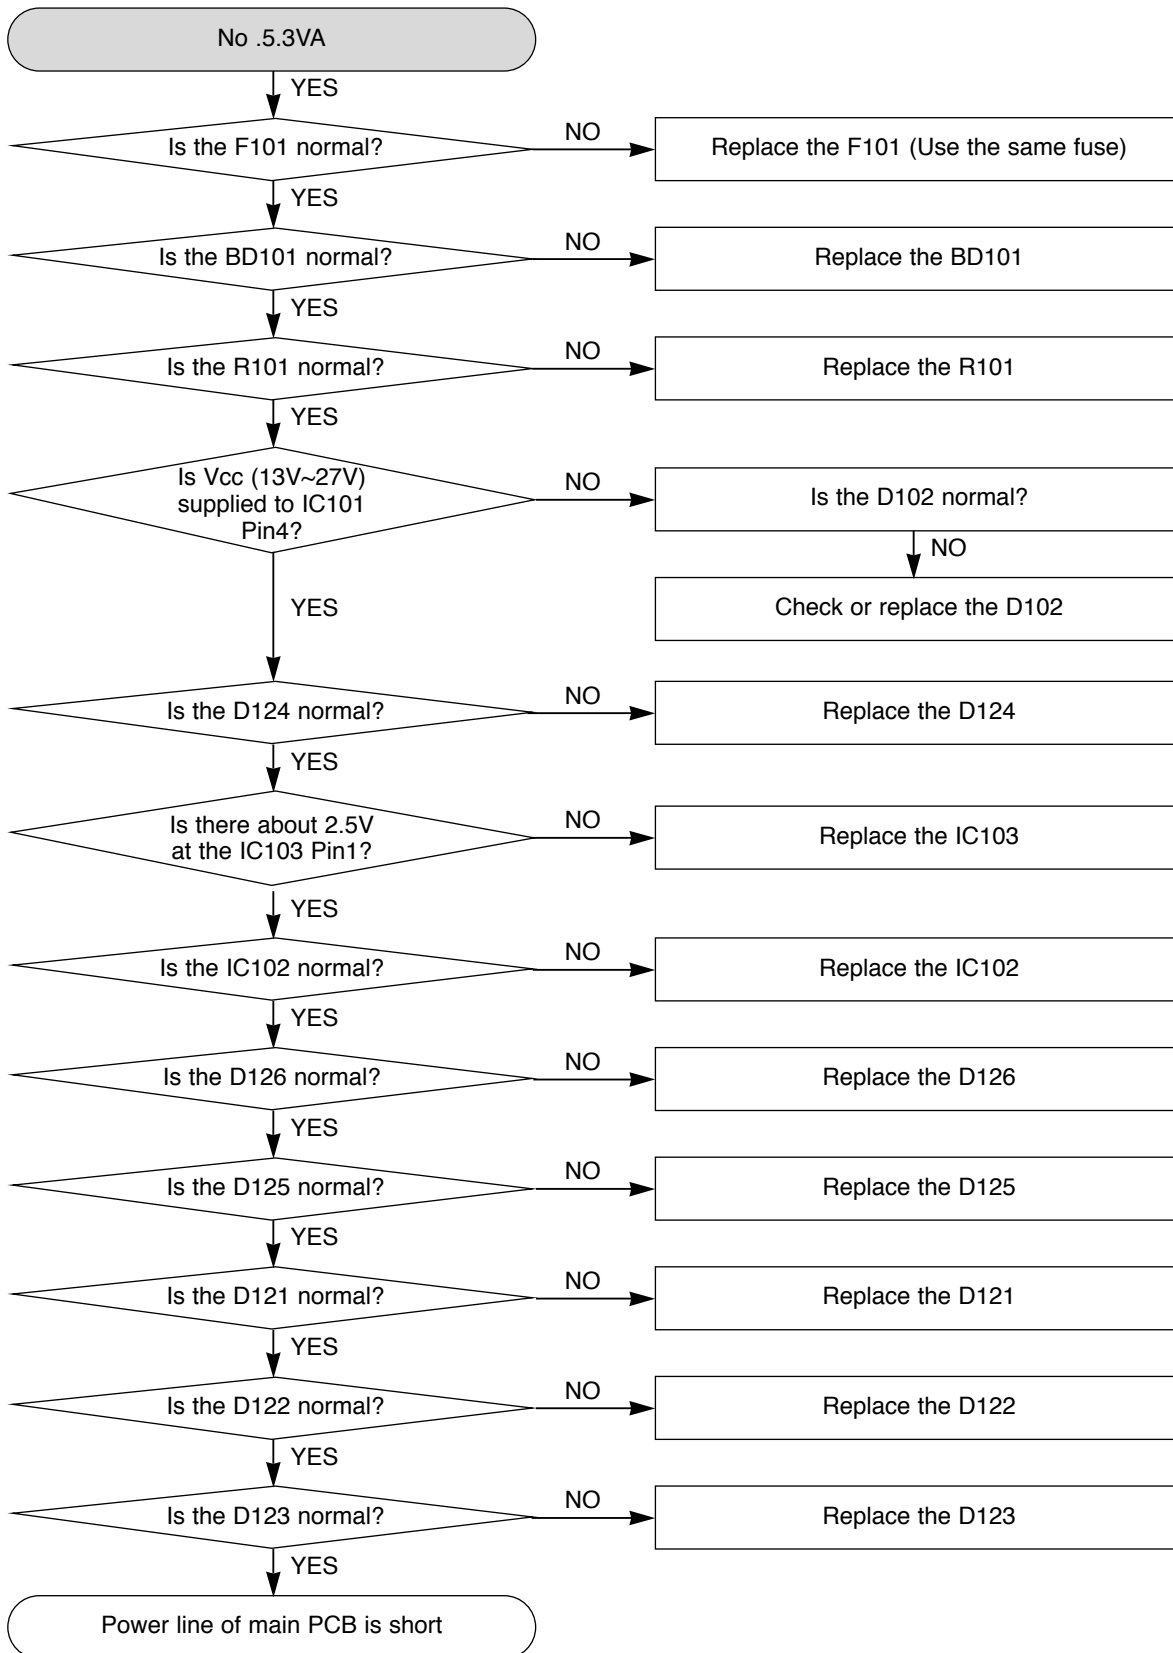 No .5.3VA
YES
Is the F101 normal?
NO
Replace the F101 (Use the same fuse)
YES
Is the BD101 normal?
NO
Replace the BD101
YES
Is the R101 normal?
NO
Replace the R101
YES
Is Vcc (13V~27V)
supplied to IC101
Pin4?
NO
Is the D102 normal?
NO
Check or replace the D102
YES
Is the D124 normal?
NO
Replace the D124
YES
Is there about 2.5V
at the IC103 Pin1?
NO
Replace the IC103
YES
Is the IC102 normal?
NO
Replace the IC102
YES
Is the D126 normal?
NO
Replace the D126
YES
Is the D125 normal?
NO
Replace the D125
YES
Is the D121 normal?
NO
Replace the D121
YES
Is the D122 normal?
NO
Replace the D122
YES
Is the D123 normal?
NO
Replace the D123
YES
Power line of main PCB is short